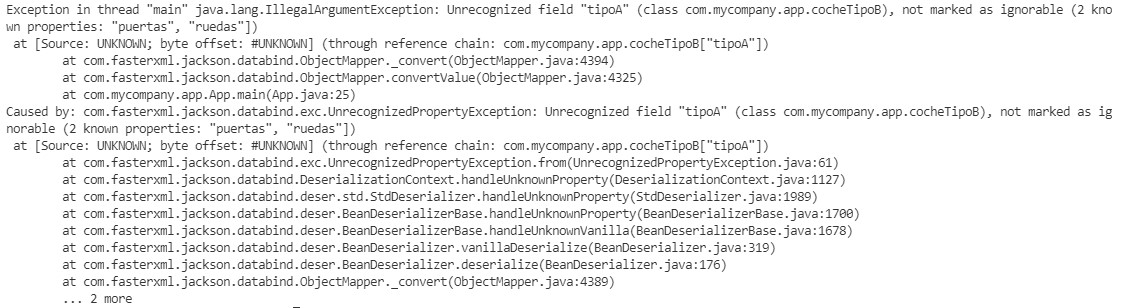 Exception in thread "main" java.lang.IllegalArgumentException: Unrecognized field "tipoA" (class com.mycompany.app.cocheTipoB), not marked as ignorable (2 kno
wn properties: "puertas", "ruedas"])
 at [Source: UNKNOWN; byte offset: #UNKNOWN] (through reference chain: com.mycompany.app.cocheTipoB["tipoA"])
        at com.fasterxml.jackson.databind.ObjectMapper._convert(ObjectMapper.java:4394)
        at com.fasterxml.jackson.databind.ObjectMapper.convertValue(ObjectMapper.java:4325)
        at com.mycompany.app.App.main(App.java:25)
Caused by: com.fasterxml.jackson.databind.exc.UnrecognizedPropertyException: Unrecognized field "tipoA" (class com.mycompany.app.cocheTipoB), not marked as ig
norable (2 known properties: "puertas", "ruedas"])
 at [Source: UNKNOWN; byte offset: #UNKNOWN] (through reference chain: com.mycompany.app.cocheTipoB["tipoA"])
        at com.fasterxml.jackson.databind.exc.UnrecognizedPropertyException.from(UnrecognizedPropertyException.java:61)
        at com.fasterxml.jackson.databind.DeserializationContext.handleUnknownProperty(DeserializationContext.java:1127)
        at com.fasterxml.jackson.databind.deser.std.StdDeserializer.handleUnknownProperty(StdDeserializer.java:1989)
        at com.fasterxml.jackson.databind.deser.BeanDeserializerBase.handleUnknownProperty(BeanDeserializerBase.java:1700)
        at com.fasterxml.jackson.databind.deser.BeanDeserializerBase.handleUnknownVanilla(BeanDeserializerBase.java:1678)
        at com.fasterxml.jackson.databind.deser.BeanDeserializer.vanillaDeserialize(BeanDeserializer.java:319)
        at com.fasterxml.jackson.databind.deser.BeanDeserializer.deserialize(BeanDeserializer.java:176)
        at com.fasterxml.jackson.databind.ObjectMapper._convert(ObjectMapper.java:4389)
        ... 2 more